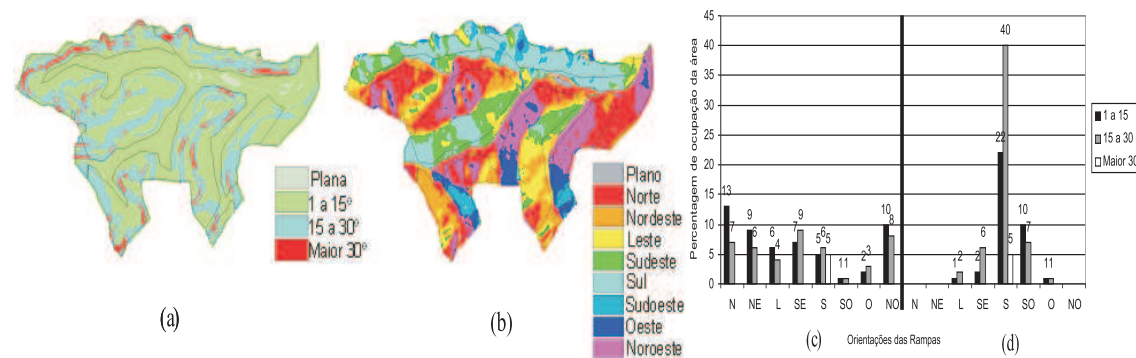 Plana
1 a 15º
15 a 30º
Maior 30º
(a)
Plano
Norte
Nordeste
Leste
Sudeste
Sul
Sudoeste
Oeste
Noroeste
(b)
Percentagem de ocupação da área
45
40
35
30
25
20
15
10
5
0
13
7
9
6
6
4
7
9
5
6
5
1 1
2
3
10
8
1
2
2
6
22
40
5
10
7
1 1
N NE L SE S SO O NO N NE L SE S SO O NO
(c)
Orientações das Rampas
(d)
1 a 15
15 a 30
Maior 30